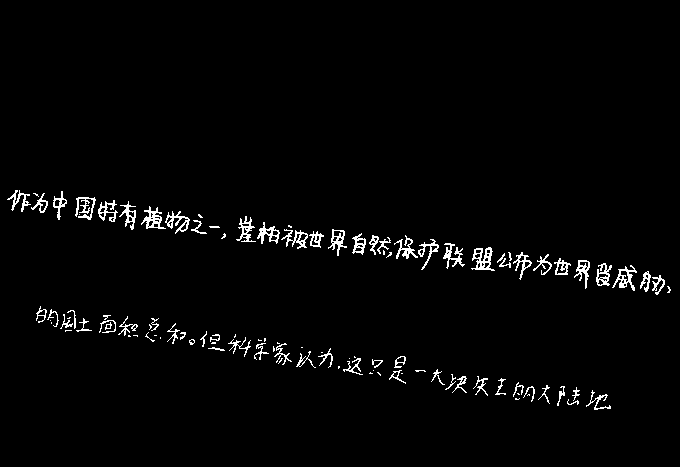 作为中国特有植物之一,崖柏被世界自然保护联盟公布为世界受威胁、
的国土面积总和。但科学家认为,这只是一大块失去的大陆地